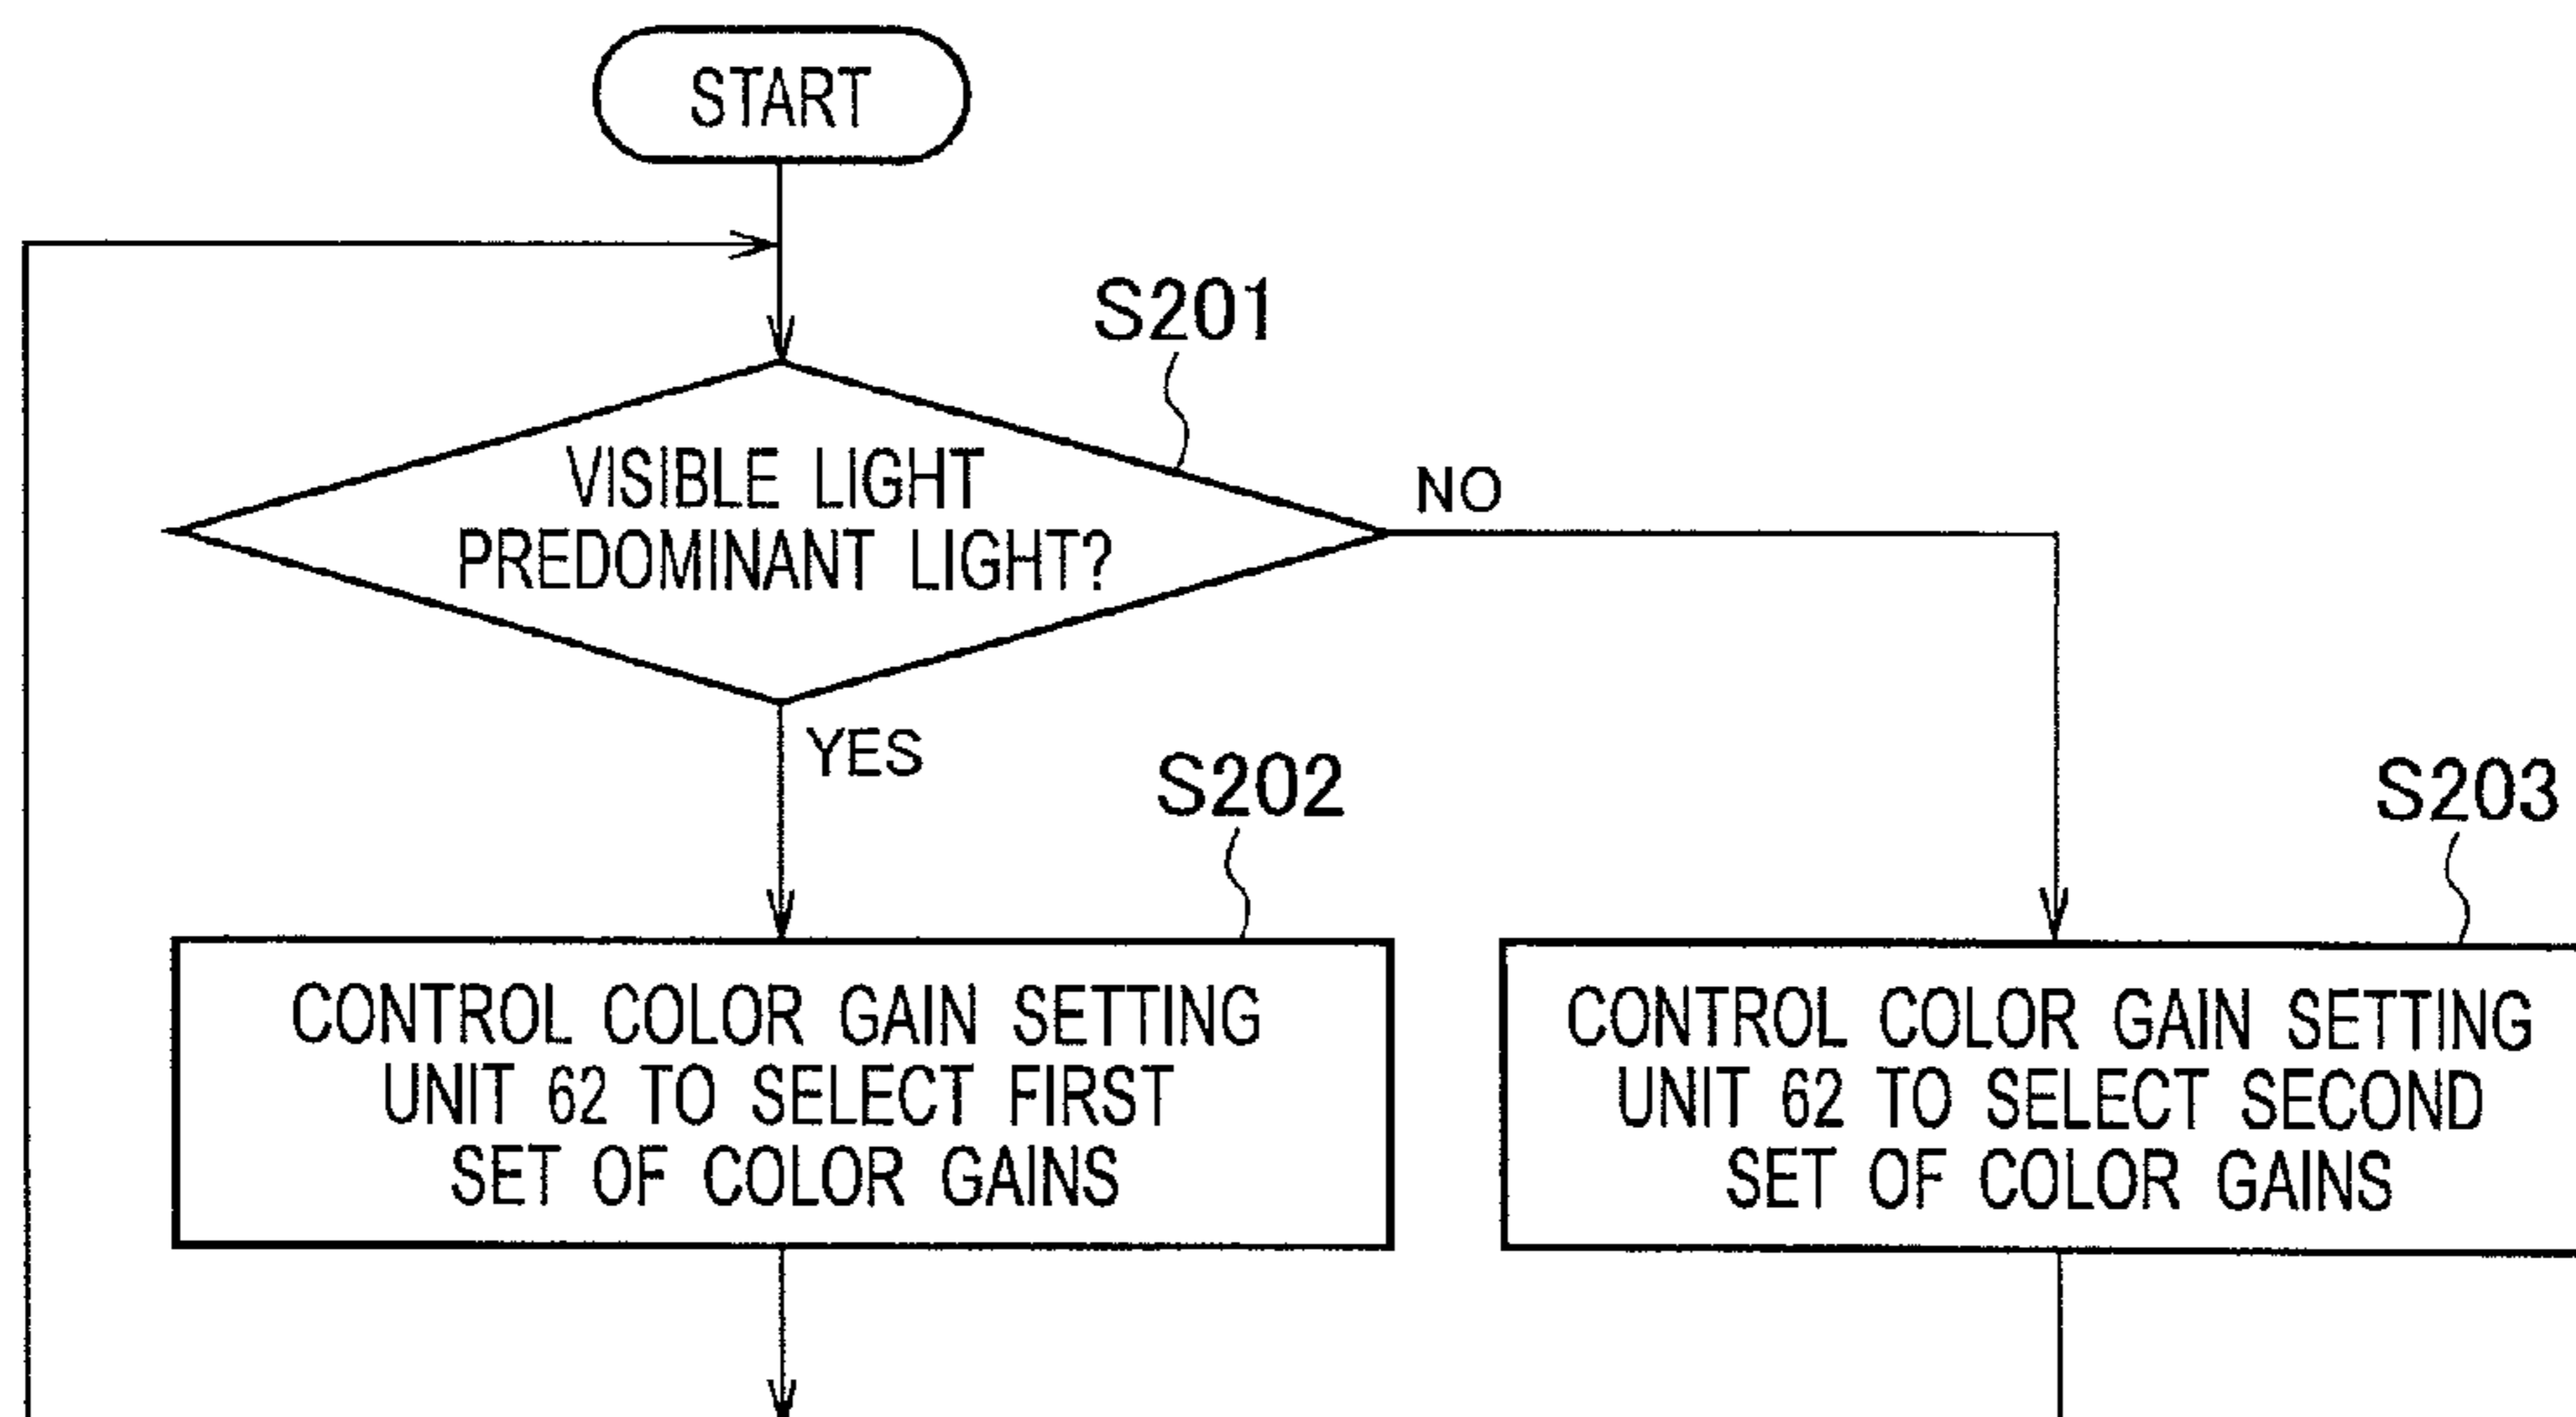 START
S201
VISIBLE LIGHT
PREDOMINANT LIGHT?
NO
YES
S202
CONTROL COLOR GAIN SETTING
UNIT 62 TO SELECT FIRST
SET OF COLOR GAINS
S203
CONTROL COLOR GAIN SETTING
UNIT 62 TO SELECT SECOND
SET OF COLOR GAINS